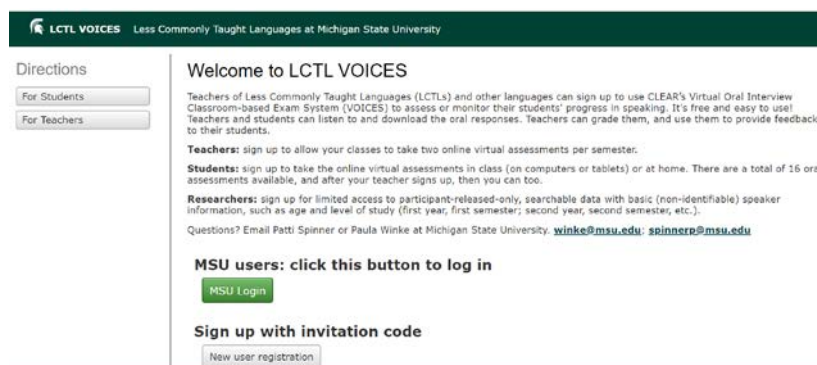 LCTL VOICES Less Commonly Taught Languages at Michigan State University
Directions
For Students
For Teachers
Welcome to LCTL VOICES
Teachers of Less Commonly Taught Languages (LCTLs) and other languages can sign up to use CLEAR's Virtual Oral Interview
Classroom-based Exam System (VOICES) to assess or monitor their students' progress in speaking. It's free and easy to use!
Teachers and students can listen to and download the oral responses. Teachers can grade them, and use them to provide feedback
to their students.
Teachers: sign up to allow your classes to take two online virtual assessments per semester.
Students: sign up to take the online virtual assessments in class (on computers or tablets) or at home. There are a total of 16 ora
assessments available, and after your teacher signs up, then you can too.
Researchers: sign up for limited access to participant-released-only, searchable data with basic (non-identifiable) speaker
information, such as age and level of study (first year, first semester; second year, second semester, etc.).
Questions? Email Patti Spinner or Paula Winke at Michigan State University. winke@msu.edu; spinnerp@msu.edu
MSU users: click this button to log in
MSU Login
Sign up with invitation code
New user registration